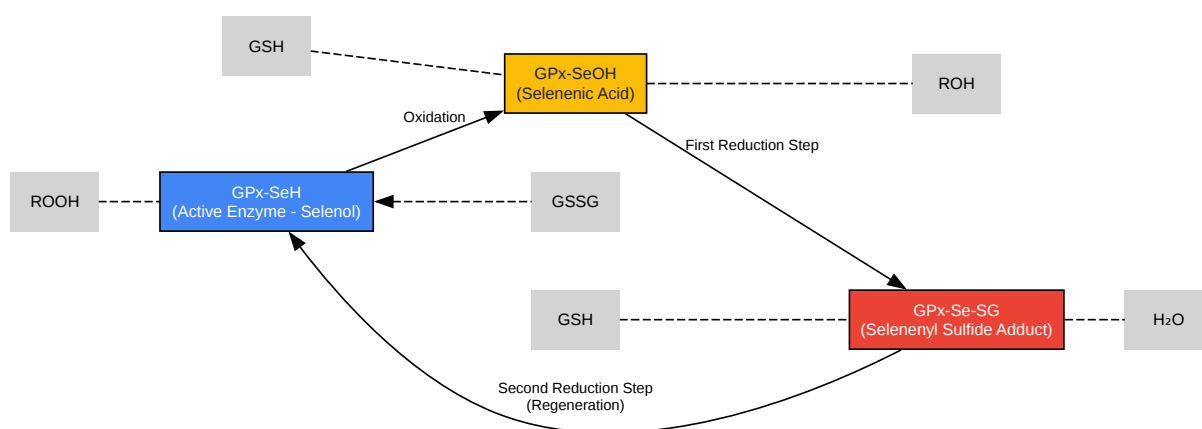 GSH
GPx-SeOH
(Selenenic Acid)
ROH
Oxidation
First Reduction Step
ROOH
GPx-SeH
(Active Enzyme - Selenol)
GSSG
GSH
GPx-Se-SG
(Selenenyl Sulfide Adduct)
H₂O
Second Reduction Step
(Regeneration)